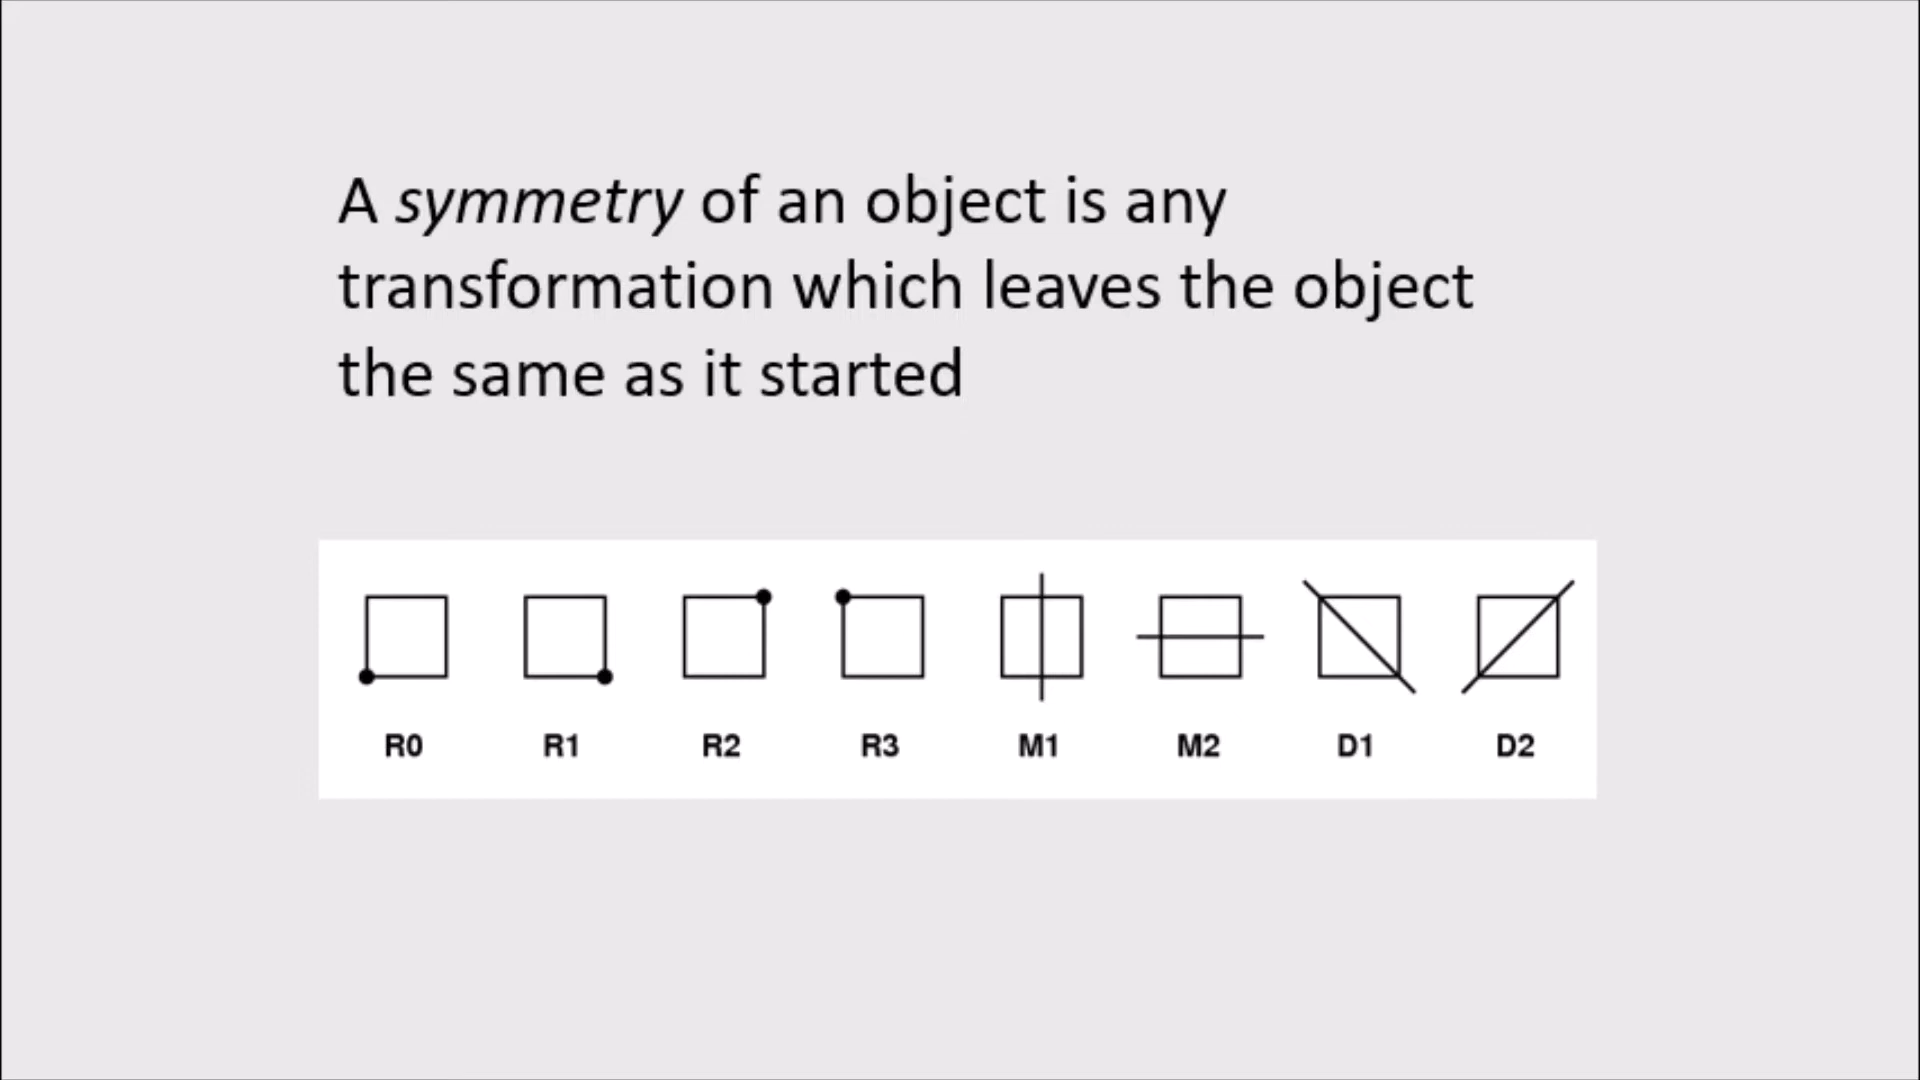 A symmetry of an object is any
transformation which leaves the object
the same as it started
R0 R1 R2 R3 M1 M2 D1 D2